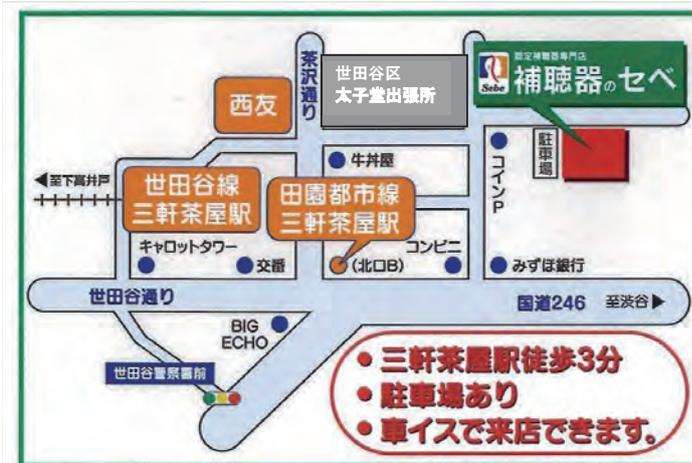 茶沢通り
世田谷区
太子堂出張所
認定補聴器専門店
Sebe
補聴器のセベ
西友
牛丼屋
コインP
駐車場
◀至下高井戸
世田谷線
三軒茶屋駅
田園都市線
三軒茶屋駅
キャロットタワー
交番
(北口B)
コンビニ
みずほ銀行
世田谷通り
国道246
至渋谷▶
BIG
ECHO
世田谷警察署前
● 三軒茶屋駅徒歩3分
● 駐車場あり
● 車イスで来店できます。